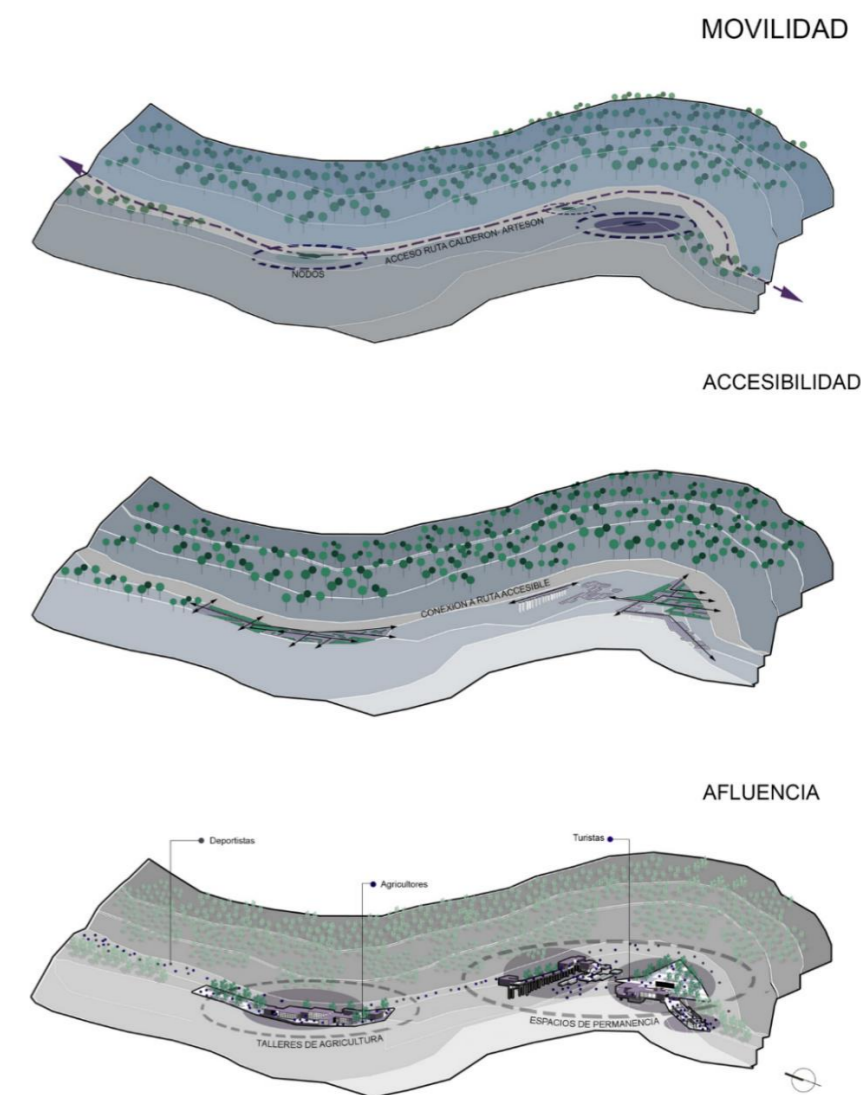 MOVILIDAD
ACCESO RUTA CALDERON- ARTESON
NODOS
ACCESIBILIDAD
CONEXION A RUTA ACCESIBLE
AFLUENCIA
Deportistas
Turistas
Agricultores
ESPACIOS DE PERMANENCIA
TALLERES DE AGRICULTURA